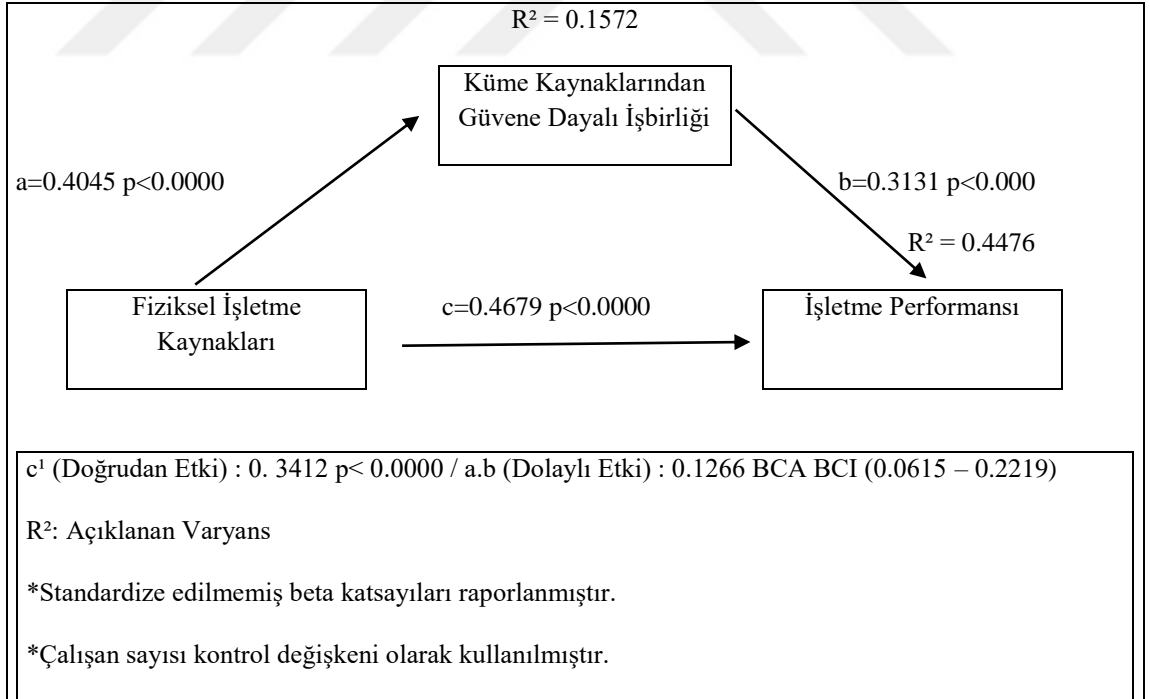 R² = 0.1572
Küme Kaynaklarından
Güvene Dayalı İşbirliği
a=0.4045 p<0.0000
b=0.3131 p<0.000
R² = 0.4476
Fiziksel İşletme
Kaynakları
c=0.4679 p<0.0000
İşletme Performansı
c¹ (Doğrudan Etki) : 0. 3412 p< 0.0000 / a.b (Dolaylı Etki) : 0.1266 BCA BCI (0.0615 – 0.2219)
R²: Açıklanan Varyans
*Standardize edilmemiş beta katsayıları raporlanmıştır.
*Çalışan sayısı kontrol değişkeni olarak kullanılmıştır.